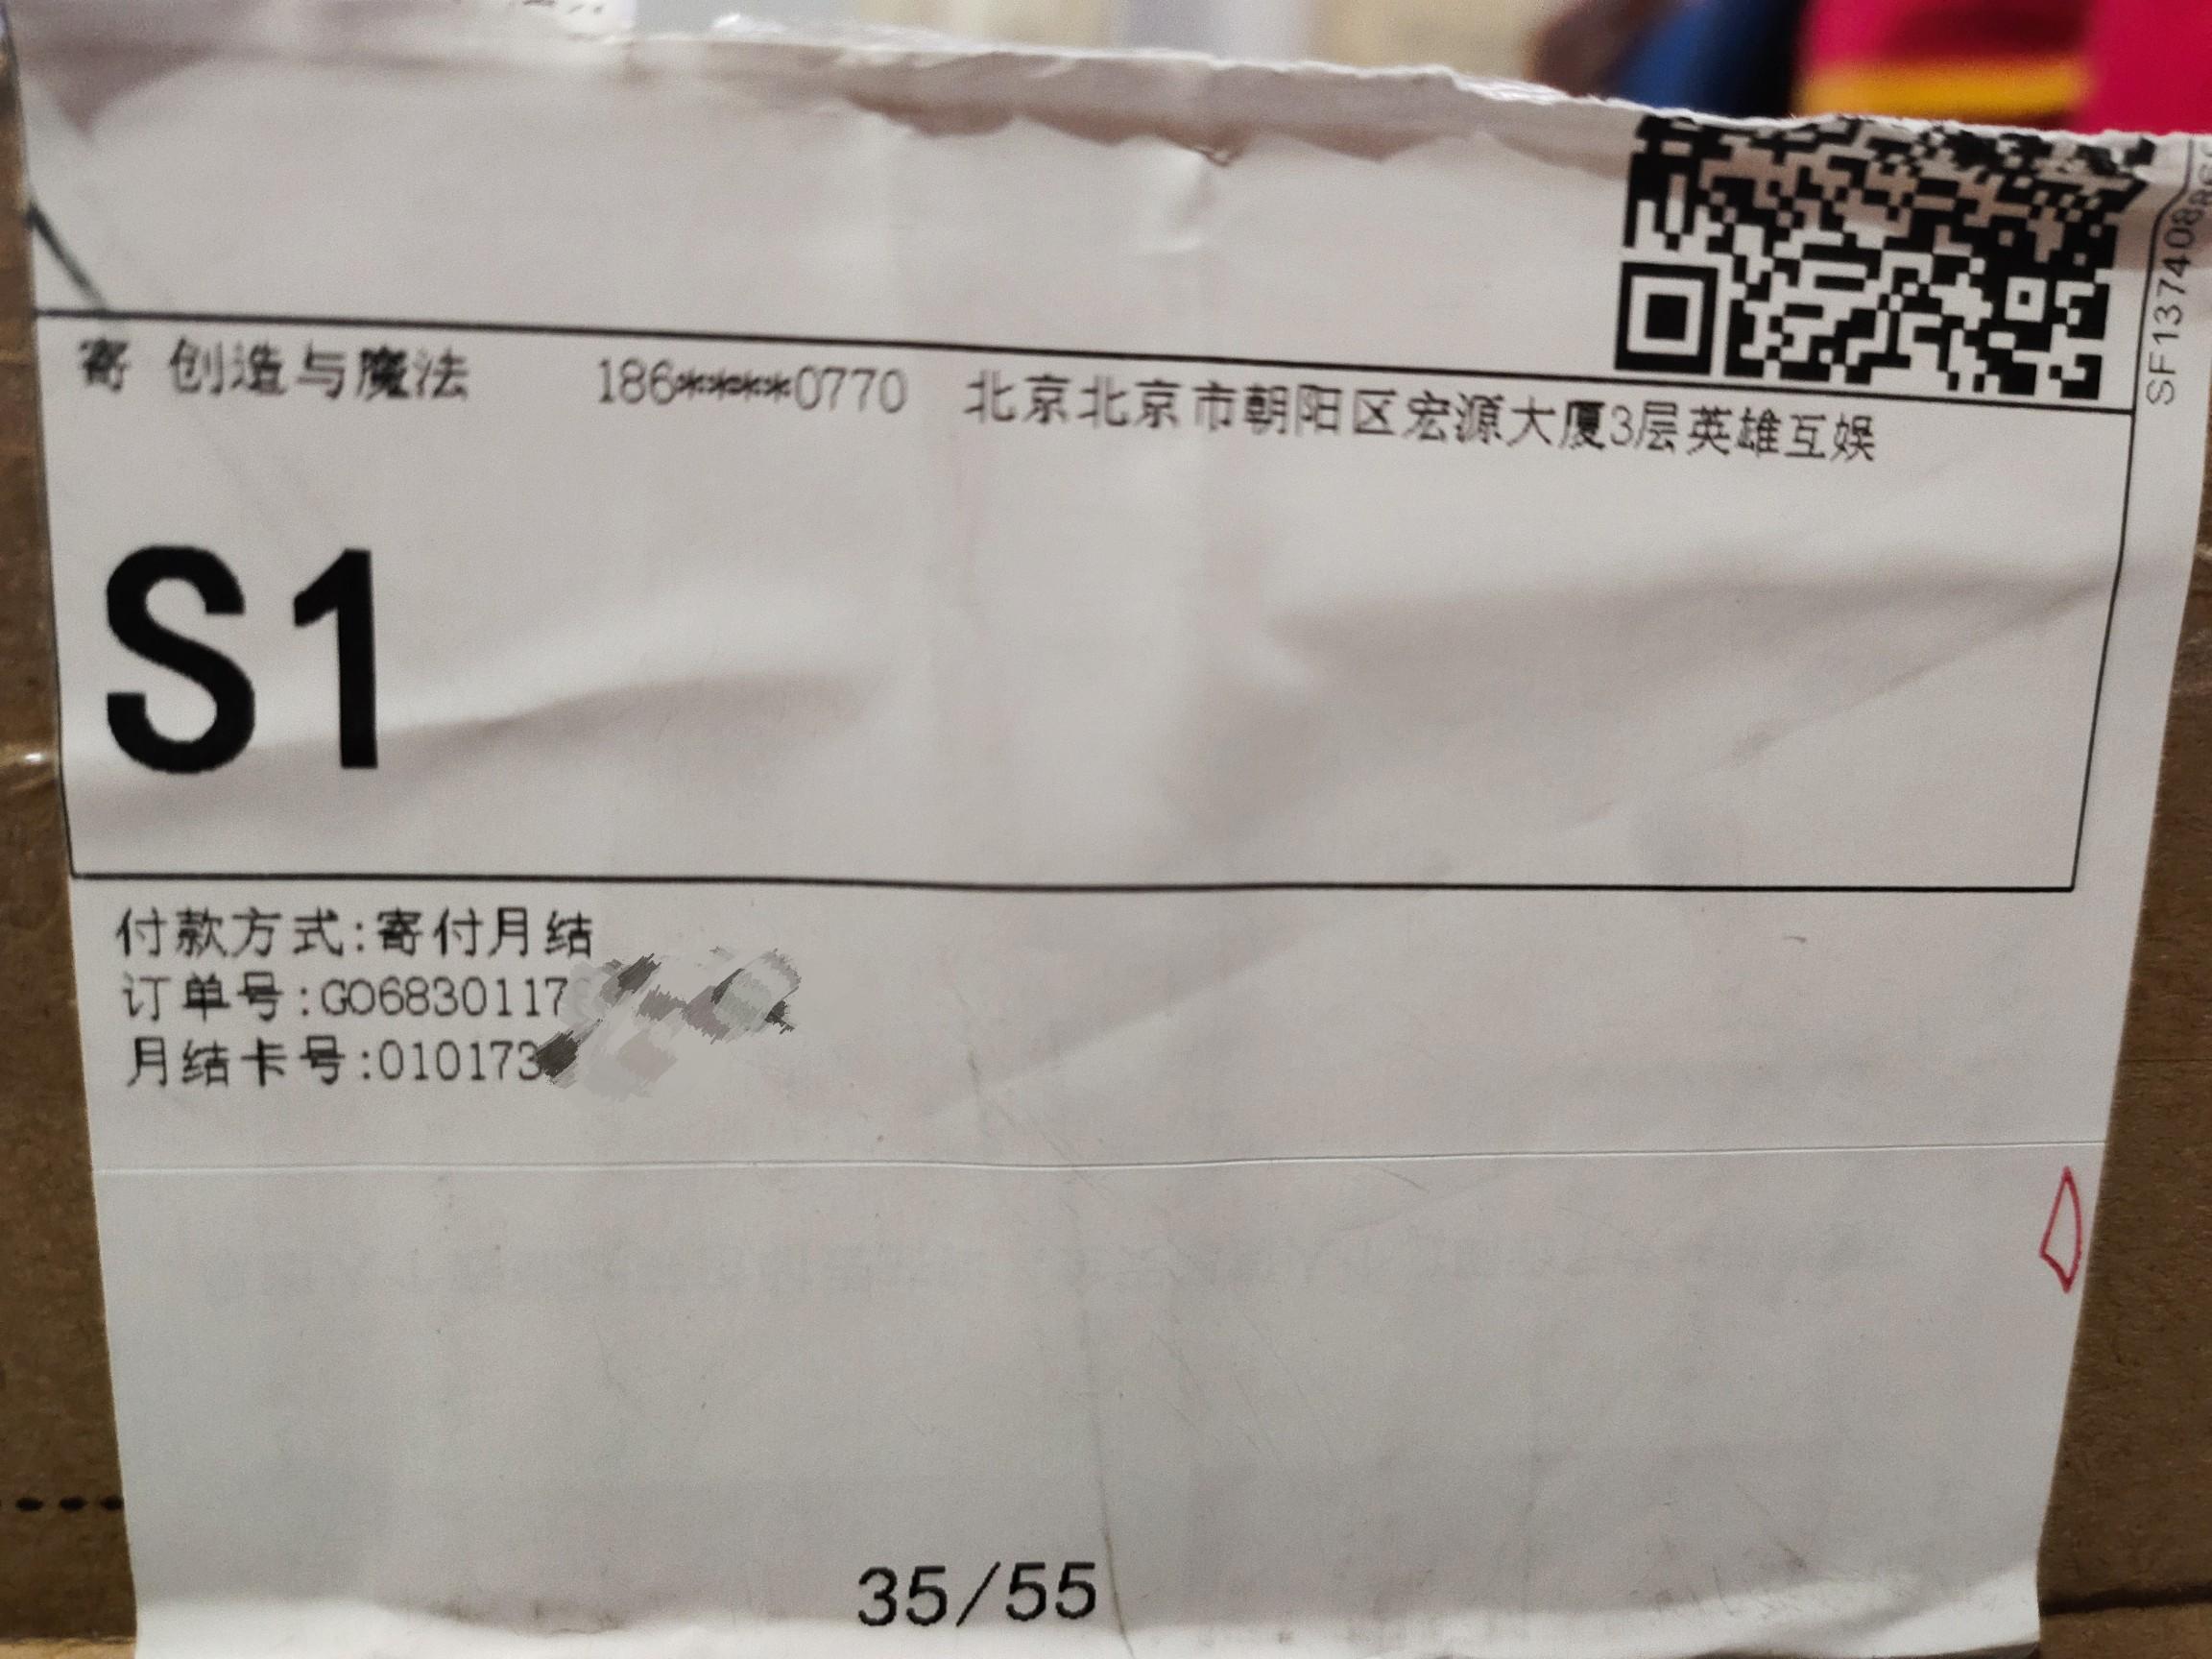 SF1374088
寄 创造与魔法 186****0770 北京北京市朝阳区宏源大厦3层英雄互娱
S1
付款方式:寄付月结
订单号:GO6830117
月结卡号:010173
35/55